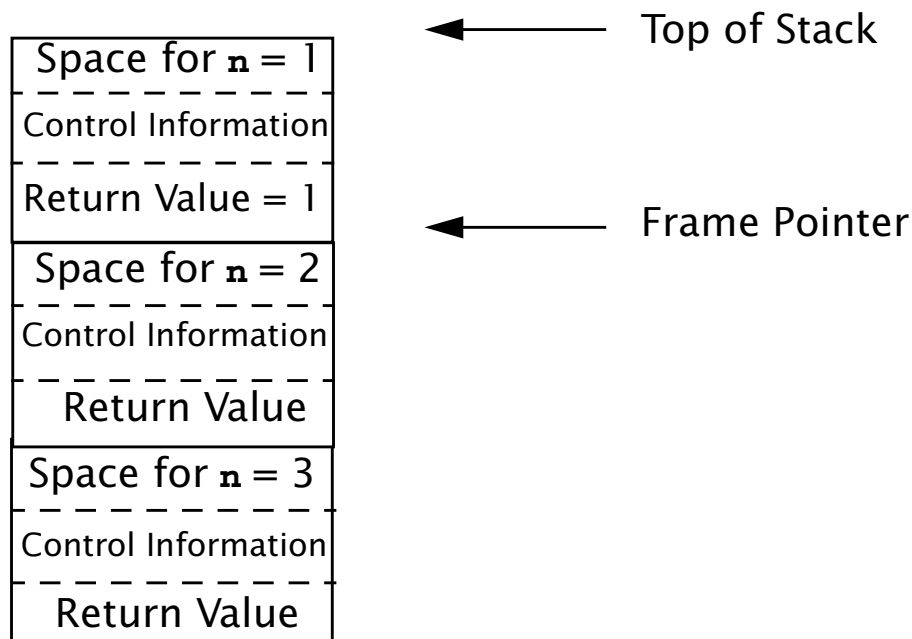 Top of Stack
Space for n = 1
Control Information
Return Value = 1
Frame Pointer
Space for n = 2
Control Information
Return Value
Space for n = 3
Control Information
Return Value